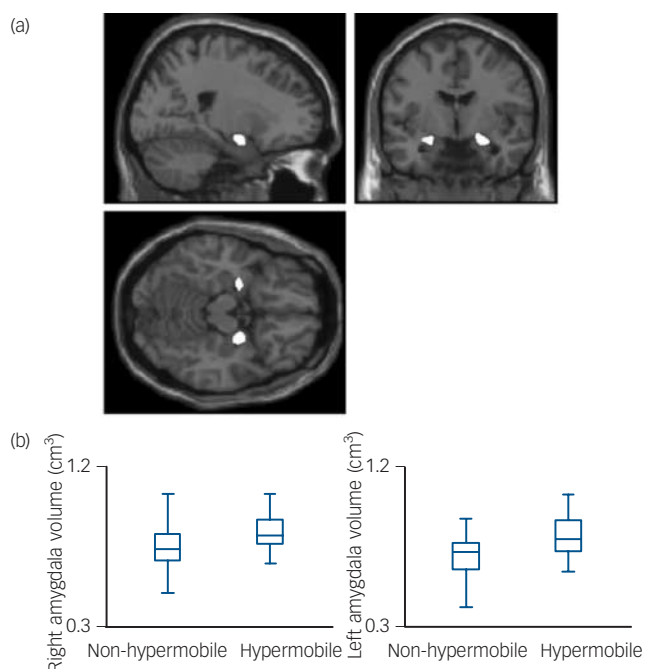 (a)
(b)
Right amygdala volume (cm³)
1.2
0.3
Non-hypermobile Hypermobile
Left amygdala volume (cm³)
1.2
0.3
Non-hypermobile Hypermobile